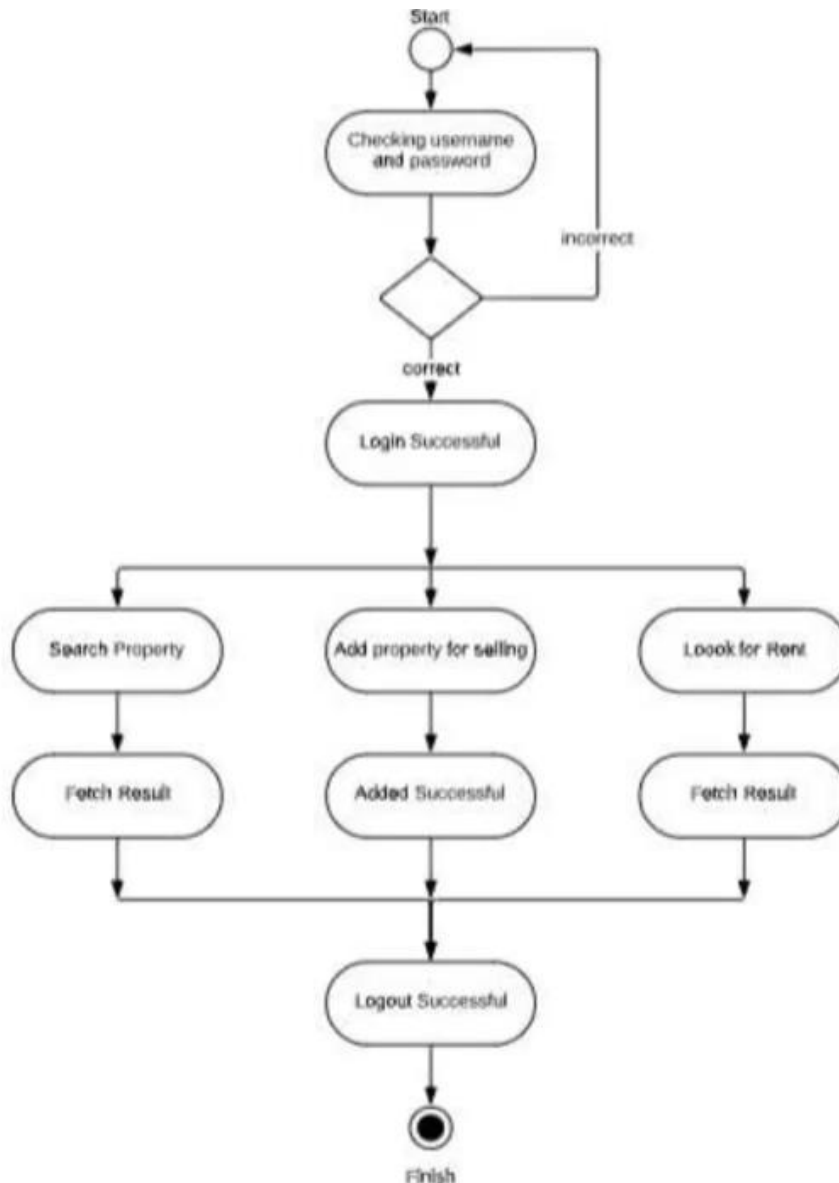 Start
Checking username
and password
incorrect
correct
Login Successful
Search Property
Add property for selling
Loook for Rent
Fetch Result
Added Successful
Fetch Result
Logout Successful
Finish